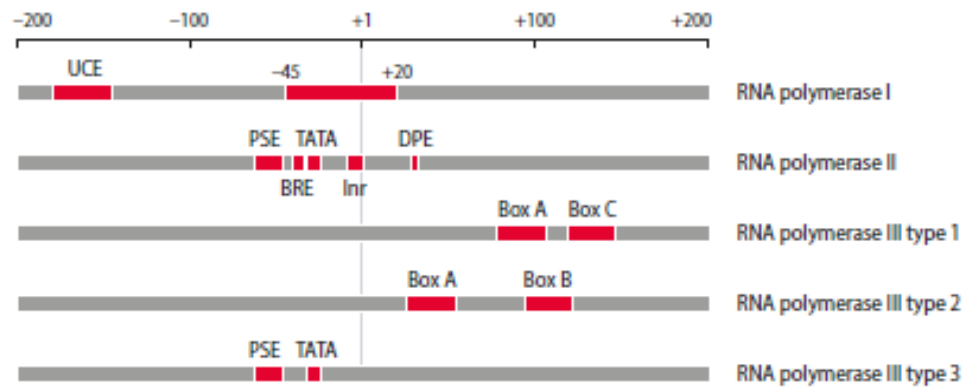 −200 −100 +1 +100 +200
UCE −45 +20
RNA polymerase I
PSE TATA DPE
RNA polymerase II
BRE Inr
Box A Box C
RNA polymerase III type 1
Box A Box B
RNA polymerase III type 2
PSE TATA
RNA polymerase III type 3